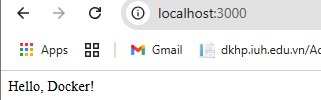 localhost:3000
Apps Gmail dkhp.iuh.edu.vn/Ac
Hello, Docker!